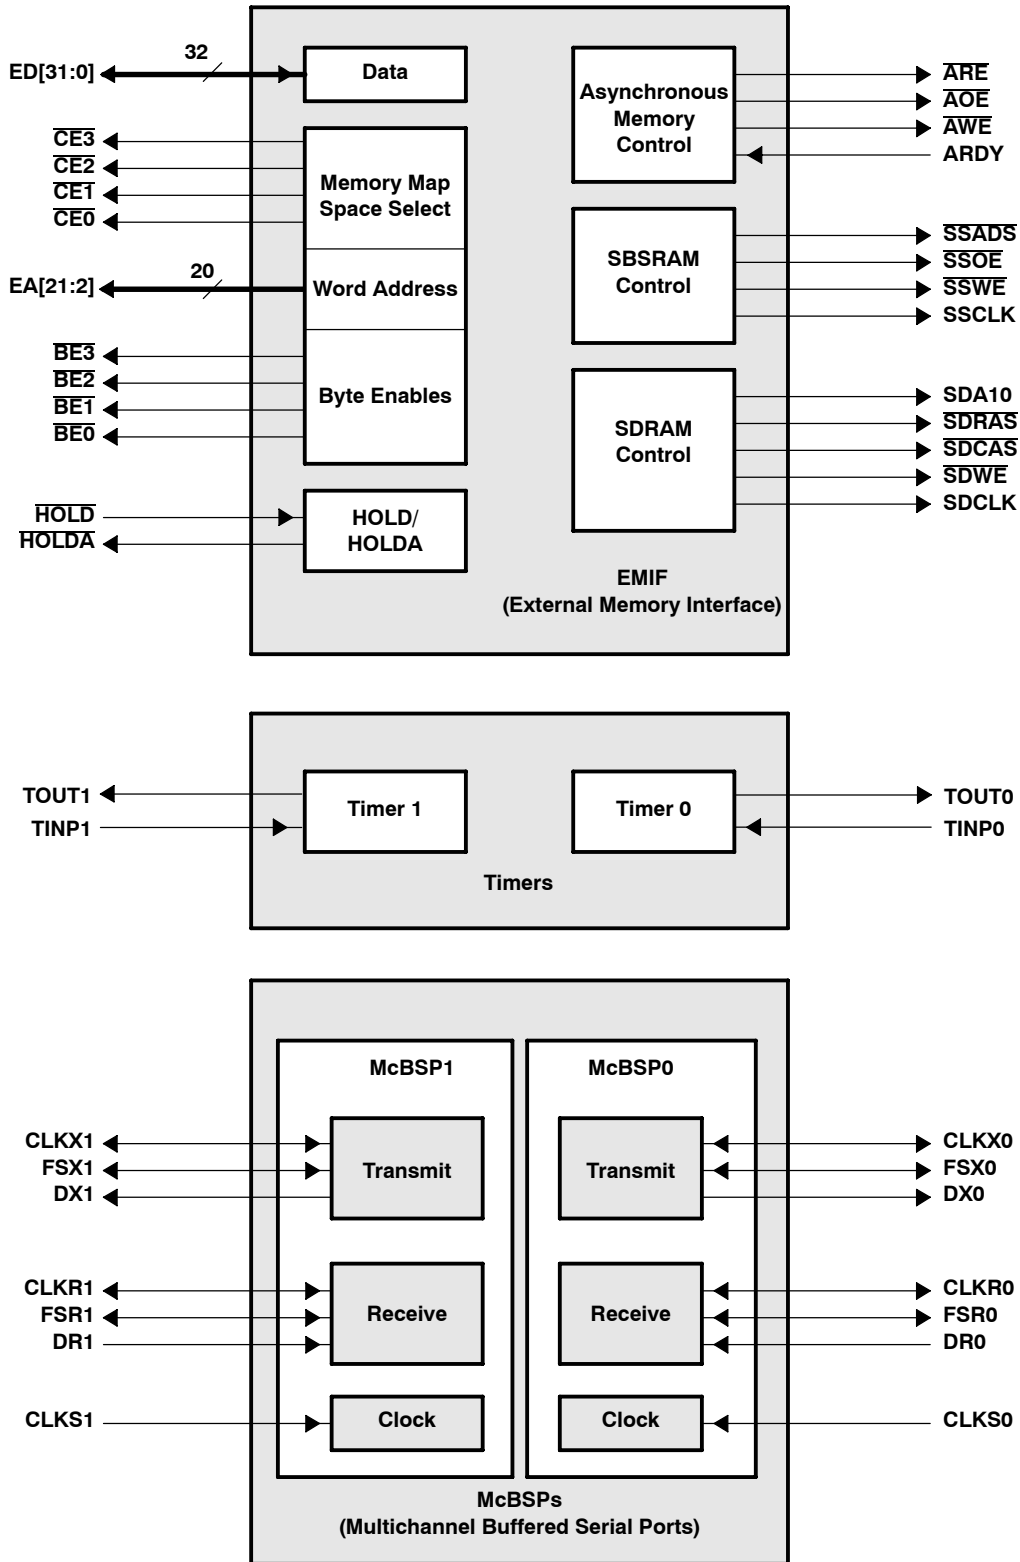 32
ED[31:0]
Data
CE3
CE2
CE1
CE0
Memory Map
Space Select
20
EA[21:2]
Word Address
BE3
BE2
BE1
BE0
Byte Enables
HOLD
HOLDA
HOLD/
HOLDA
Asynchronous
Memory
Control
ARE
AOE
AWE
ARDY
SBSRAM
Control
SSADS
SSOE
SSWE
SSCLK
SDRAM
Control
SDA10
SDRAS
SDCAS
SDWE
SDCLK
EMIF
(External Memory Interface)
TOUT1
TINP1
Timer 1
Timer 0
TOUT0
TINP0
Timers
McBSP1
McBSP0
CLKX1
FSX1
DX1
Transmit
Transmit
CLKX0
FSX0
DX0
CLKR1
FSR1
DR1
Receive
Receive
CLKR0
FSR0
DR0
CLKS1
Clock
Clock
CLKS0
McBSPs
(Multichannel Buffered Serial Ports)